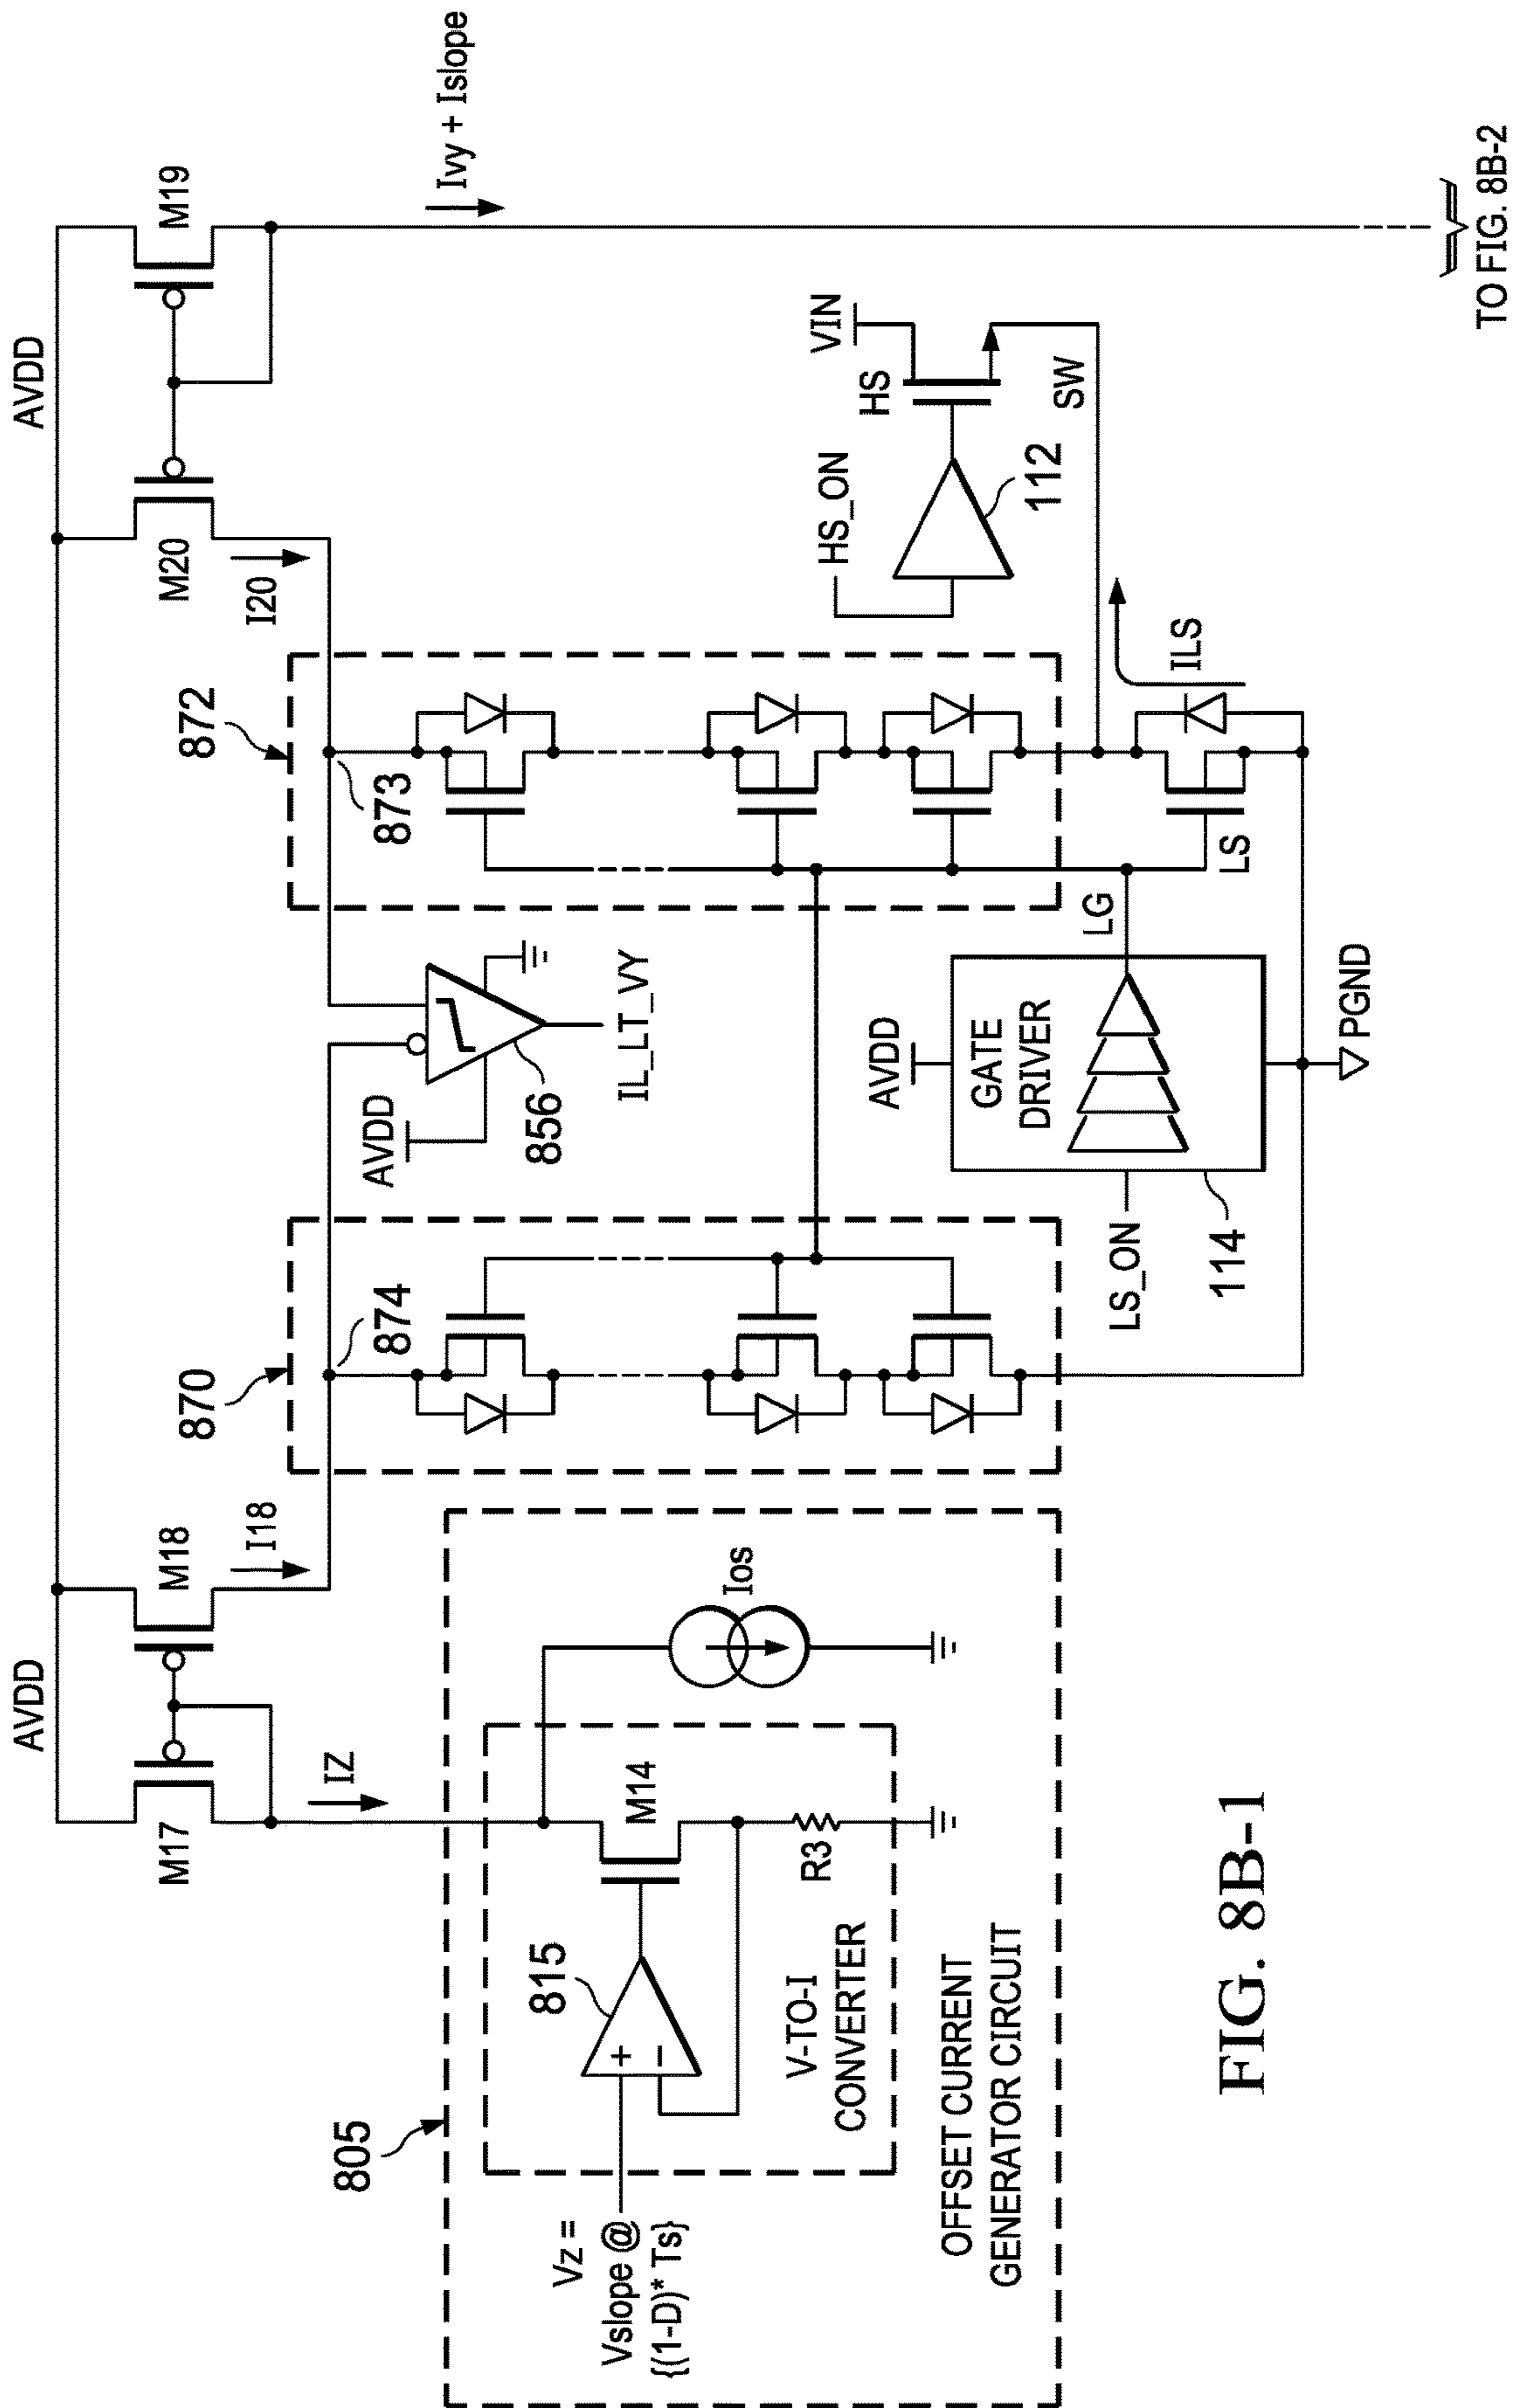 AVDD
AVDD
M17
M18
M20
M19
IZ
I18
I20
Ivy + Islope
870
872
874
873
805
815
M14
Ios
R3
Vz =
Vslope @
{(1-D)* Ts}
V-TO-I
CONVERTER
OFFSET CURRENT
GENERATOR CIRCUIT
AVDD
856
IL_LT_VY
HS_ON
112
VIN
HS
SW
AVDD
GATE
DRIVER
LS_ON
114
LG
LS
ILS
PGND
TO FIG. 8B-2
FIG. 8B-1
+
−